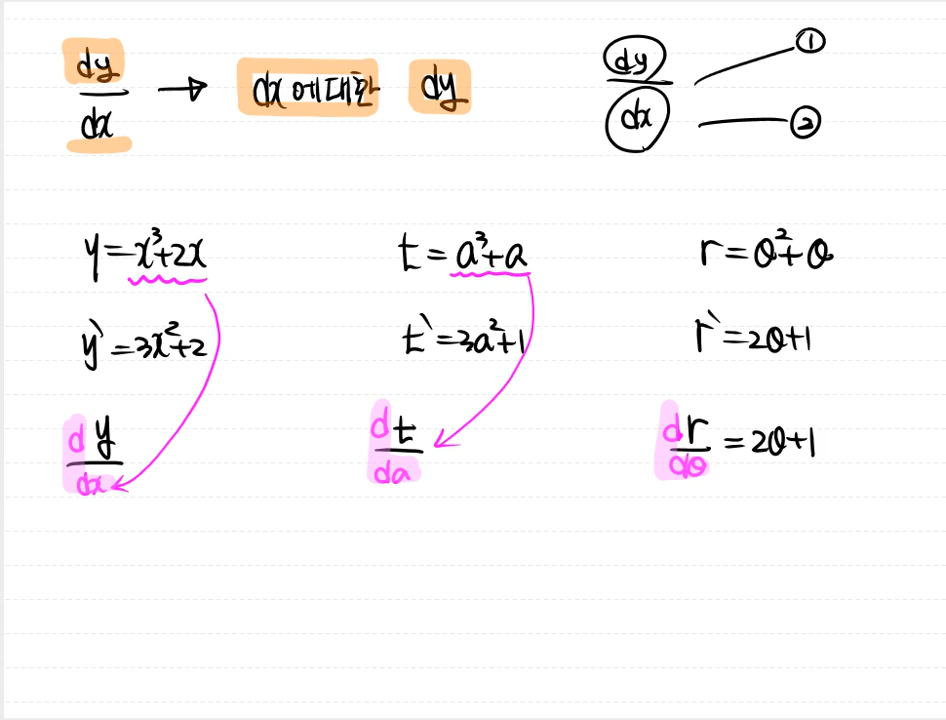 dy/dx → dx에대한 dy
dy/dx ① ②
y=x³+2x
y`=3x²+2
dy/dx
t=a³+a
t`=3a²+1
dt/da
r=θ²+θ
r`=2θ+1
dr/dθ=2θ+1